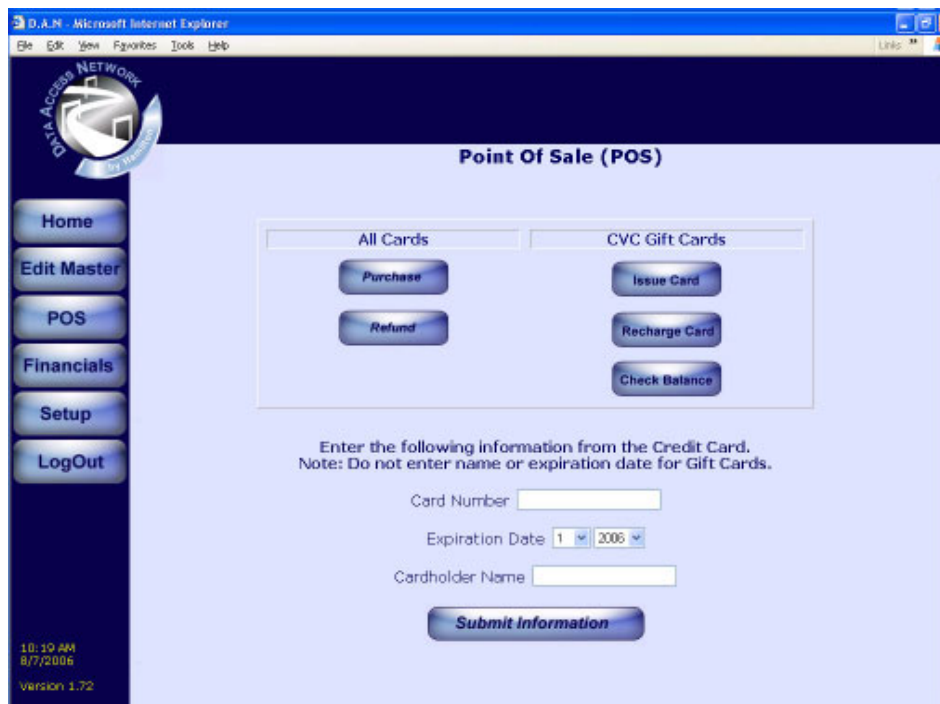 D.A.N - Microsoft Internet Explorer
File Edit View Favorites Tools Help
Links »
DATA ACCESS NETWORK
by Hamilton
Point Of Sale (POS)
Home
Edit Master
POS
Financials
Setup
LogOut
All Cards
CVC Gift Cards
Purchase
Issue Card
Refund
Recharge Card
Check Balance
Enter the following information from the Credit Card.
Note: Do not enter name or expiration date for Gift Cards.
Card Number
Expiration Date 1 2006
Cardholder Name
Submit Information
10:19 AM
8/7/2006
Version 1.72